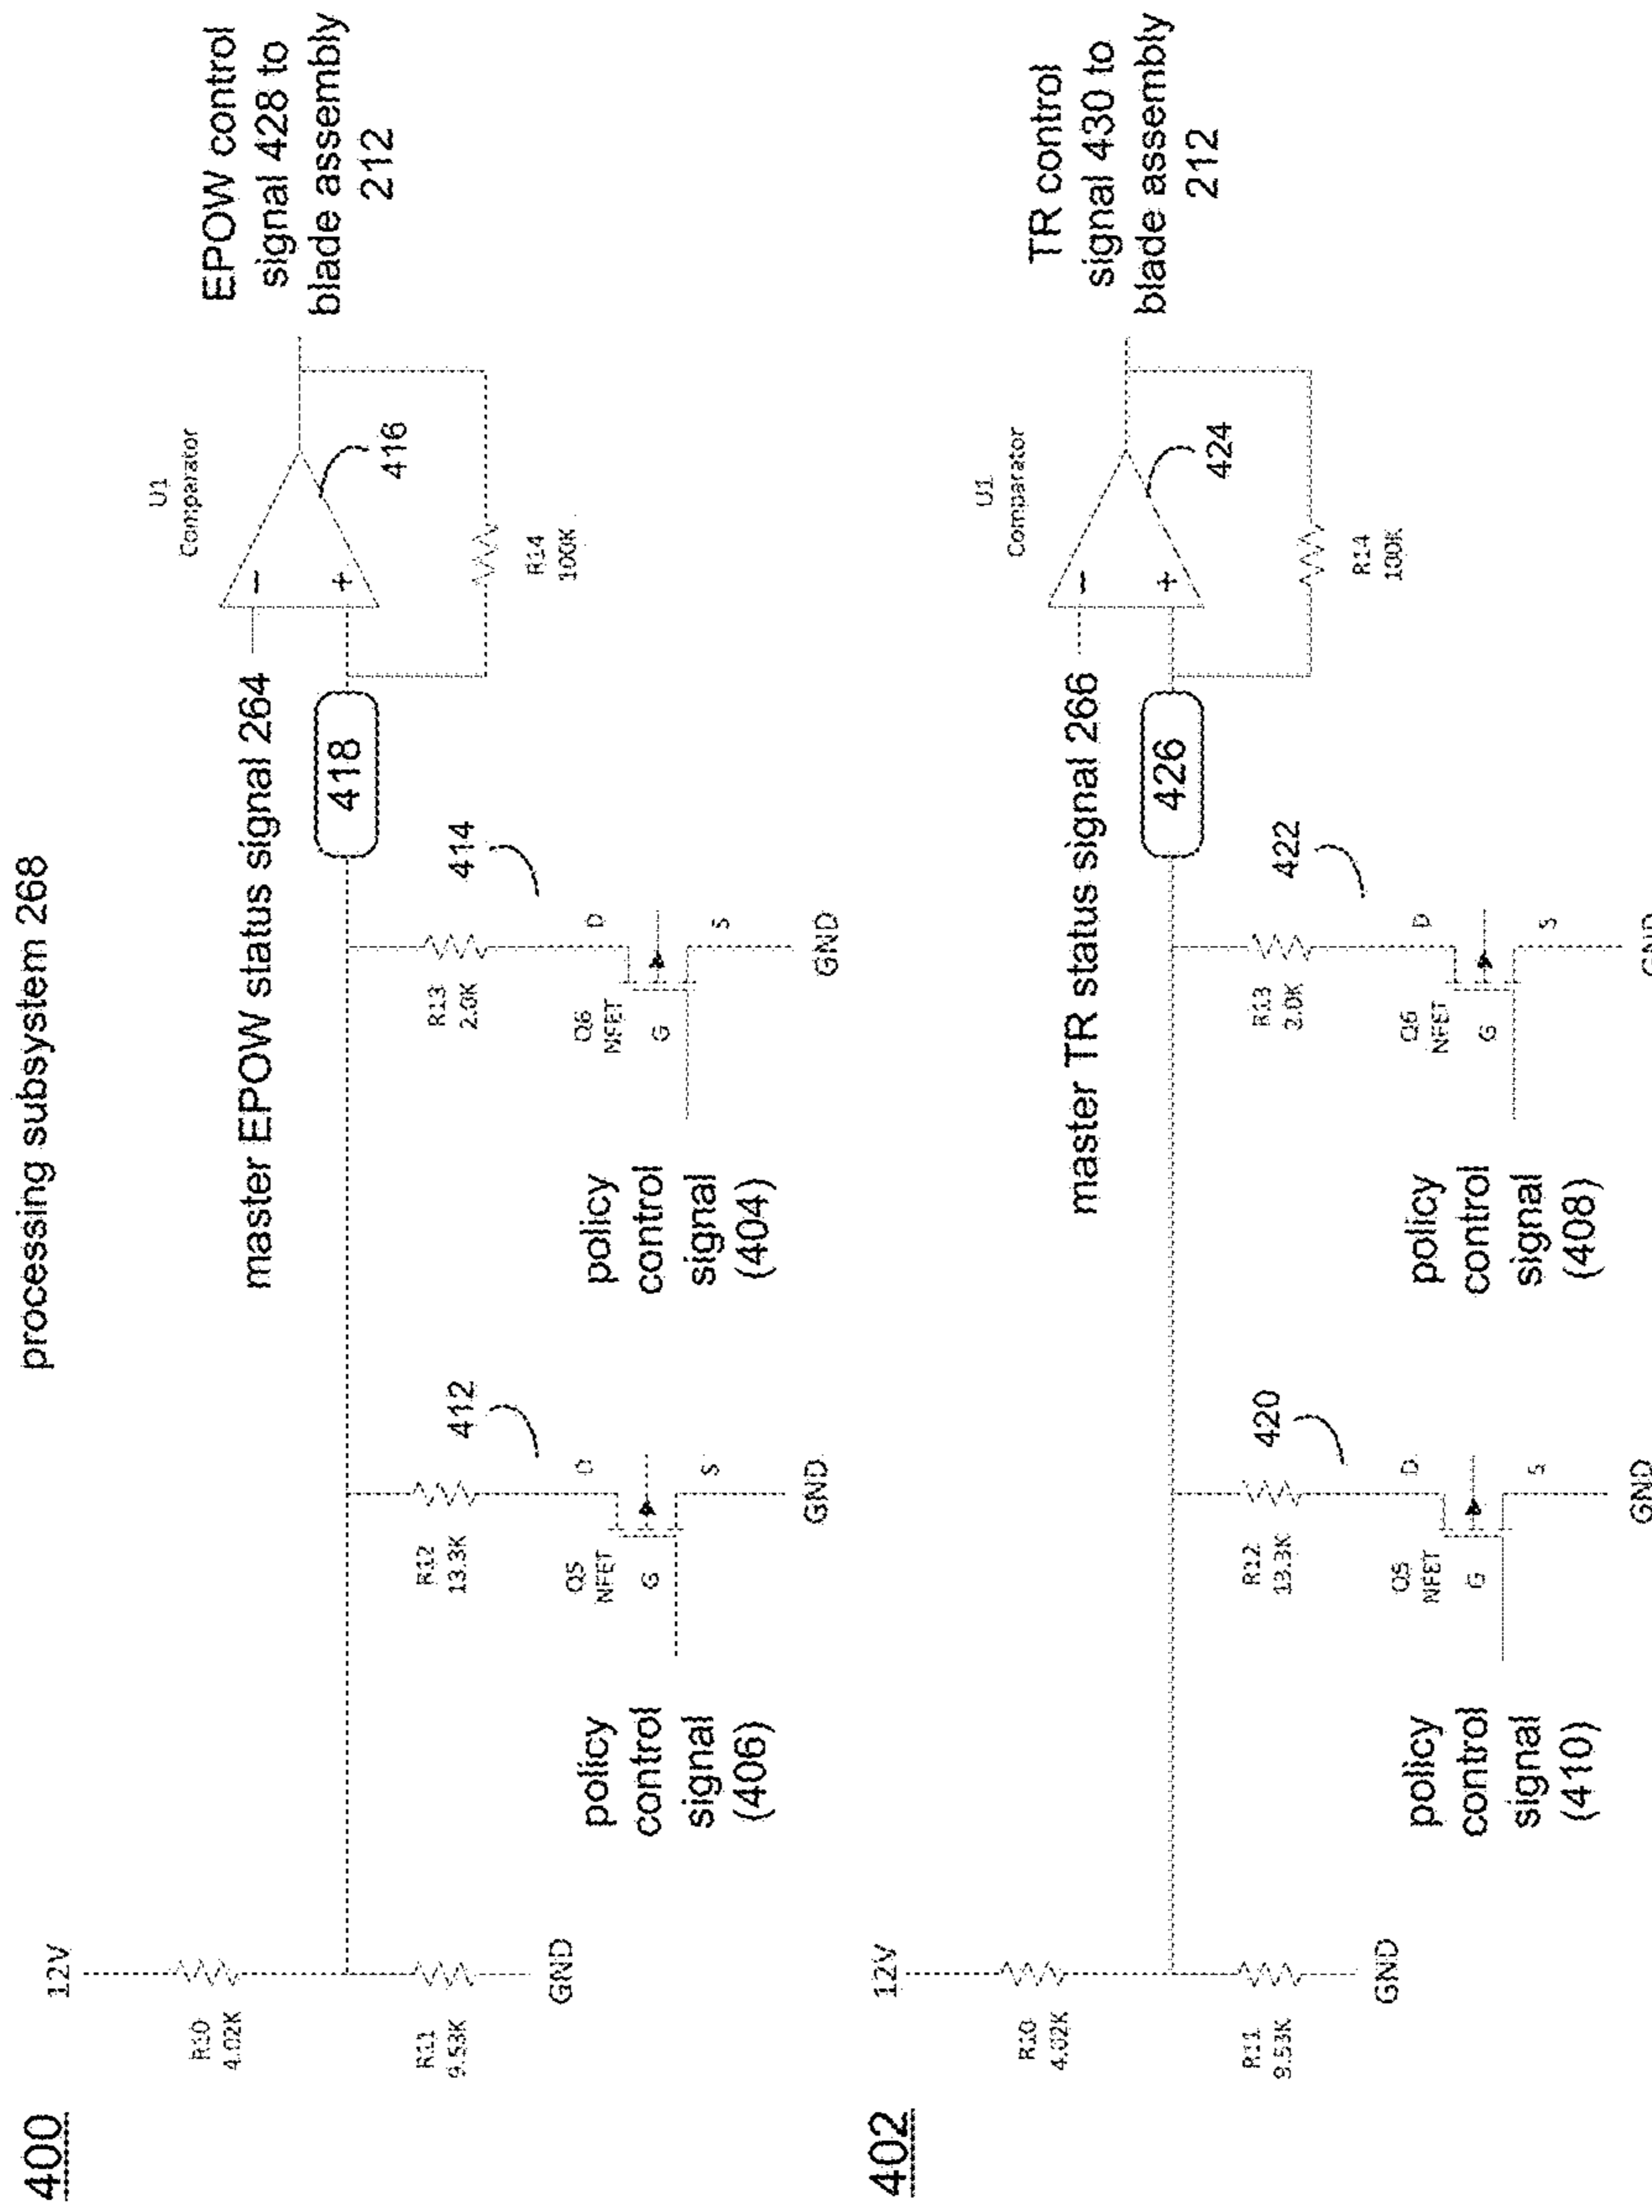 processing subsystem 268
400
12V
R10
4.02K
R11
9.53K
GND
policy
control
signal
(406)
R12
13.3K
412
Q5
NFET
G
D
S
GND
policy
control
signal
(404)
R13
2.0K
414
Q6
NFET
G
D
S
GND
master EPOW status signal 264
418
U1
Comparator
−
+
416
R14
100K
EPOW control
signal 428 to
blade assembly
212
402
12V
R10
4.02K
R11
9.53K
GND
policy
control
signal
(410)
R12
13.3K
420
Q5
NFET
G
D
S
GND
policy
control
signal
(408)
R13
2.0K
422
Q6
NFET
G
D
S
GND
master TR status signal 266
426
U1
Comparator
−
+
424
R14
100K
TR control
signal 430 to
blade assembly
212